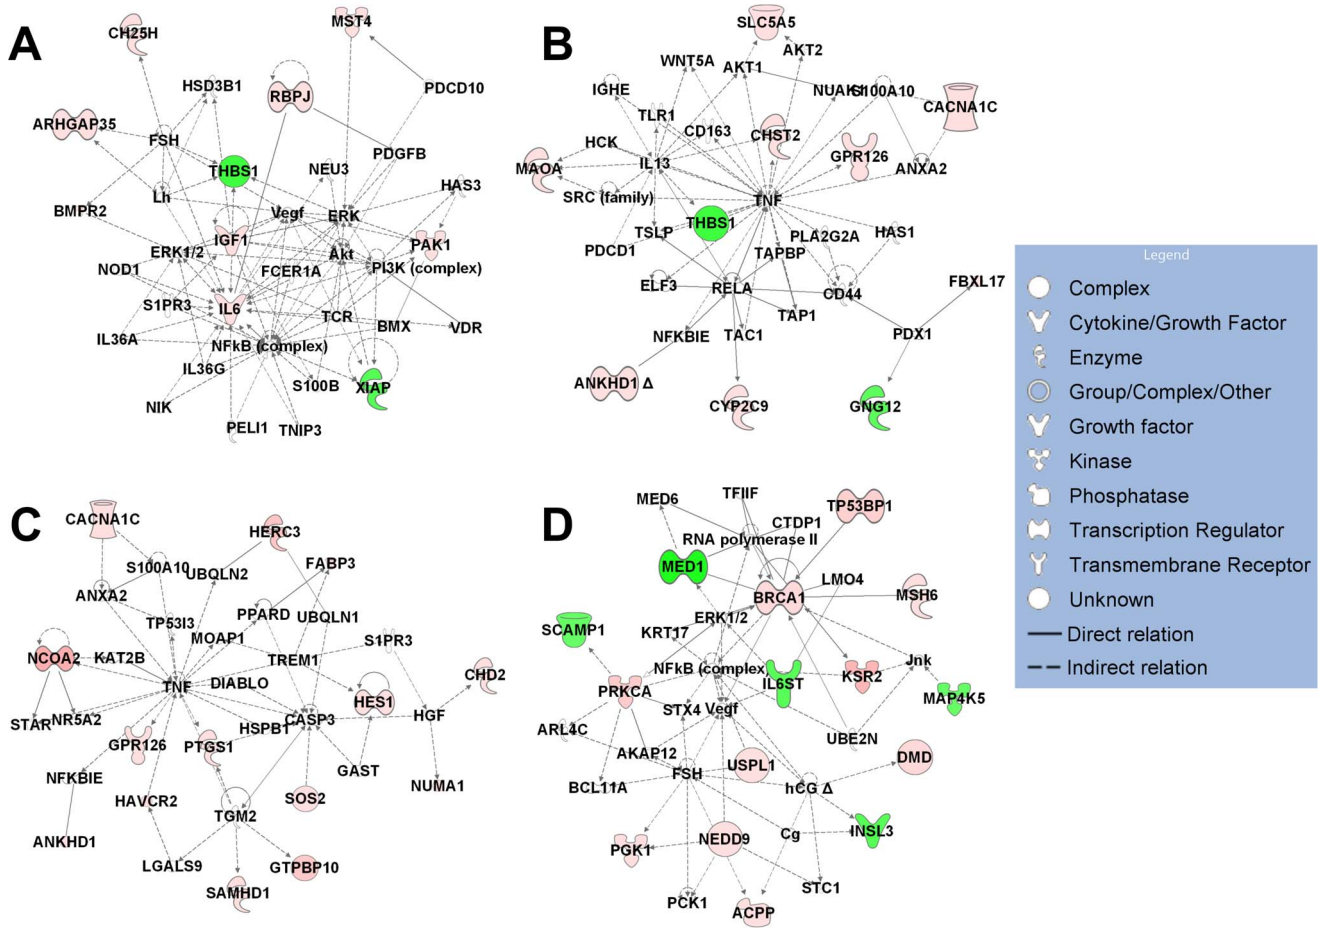 A
CH25H
MST4
HSD3B1
RBPJ
PDCD10
ARHGAP35
FSH
THBS1
NEU3
PDGFB
Lh
HAS3
BMPR2
Vegf
ERK
IGF1
PAK1
ERK1/2
Akt
NOD1
FCER1A
PI3K (complex)
S1PR3
IL6
TCR
BMX
VDR
IL36A
NFkB (complex)
IL36G
S100B
XIAP
NIK
PELI1
TNIP3
B
SLC5A5
AKT2
WNT5A
AKT1
IGHE
NUAK1
S100A10
CACNA1C
TLR1
CD163
CHST2
HCK
GPR126
MAOA
IL13
ANXA2
SRC (family)
TNF
THBS1
TSLP
PLA2G2A
HAS1
PDCD1
TAPBP
ELF3
RELA
CD44
FBXL17
TAP1
NFKBIE
TAC1
PDX1
ANKHD1 Δ
CYP2C9
GNG12
Legend
Complex
Cytokine/Growth Factor
Enzyme
Group/Complex/Other
Growth factor
Kinase
Phosphatase
Transcription Regulator
Transmembrane Receptor
Unknown
Direct relation
Indirect relation
C
CACNA1C
HERC3
S100A10
UBQLN2
FABP3
ANXA2
TP53I3
PPARD
UBQLN1
MOAP1
S1PR3
NCOA2
KAT2B
TREM1
TNF
DIABLO
CHD2
HES1
STAR
NR5A2
HSPB1
CASP3
HGF
GPR126
PTGS1
NFKBIE
GAST
NUMA1
HAVCR2
SOS2
TGM2
ANKHD1
LGALS9
GTPBP10
SAMHD1
D
MED6
TFIIF
TP53BP1
CTDP1
RNA polymerase II
MED1
LMO4
BRCA1
MSH6
ERK1/2
SCAMP1
KRT17
NFkB (complex)
Jnk
IL6ST
KSR2
PRKCA
MAP4K5
STX4
Vegf
ARL4C
UBE2N
AKAP12
DMD
FSH
USPL1
BCL11A
hCG Δ
INSL3
Cg
PGK1
NEDD9
STC1
PCK1
ACPP